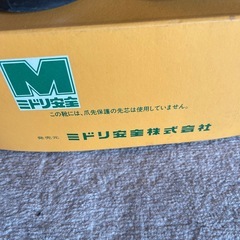 M
ミドリ安全
この靴には、爪先保護の先芯は使用していません。
発売元 ミドリ安全株式会社